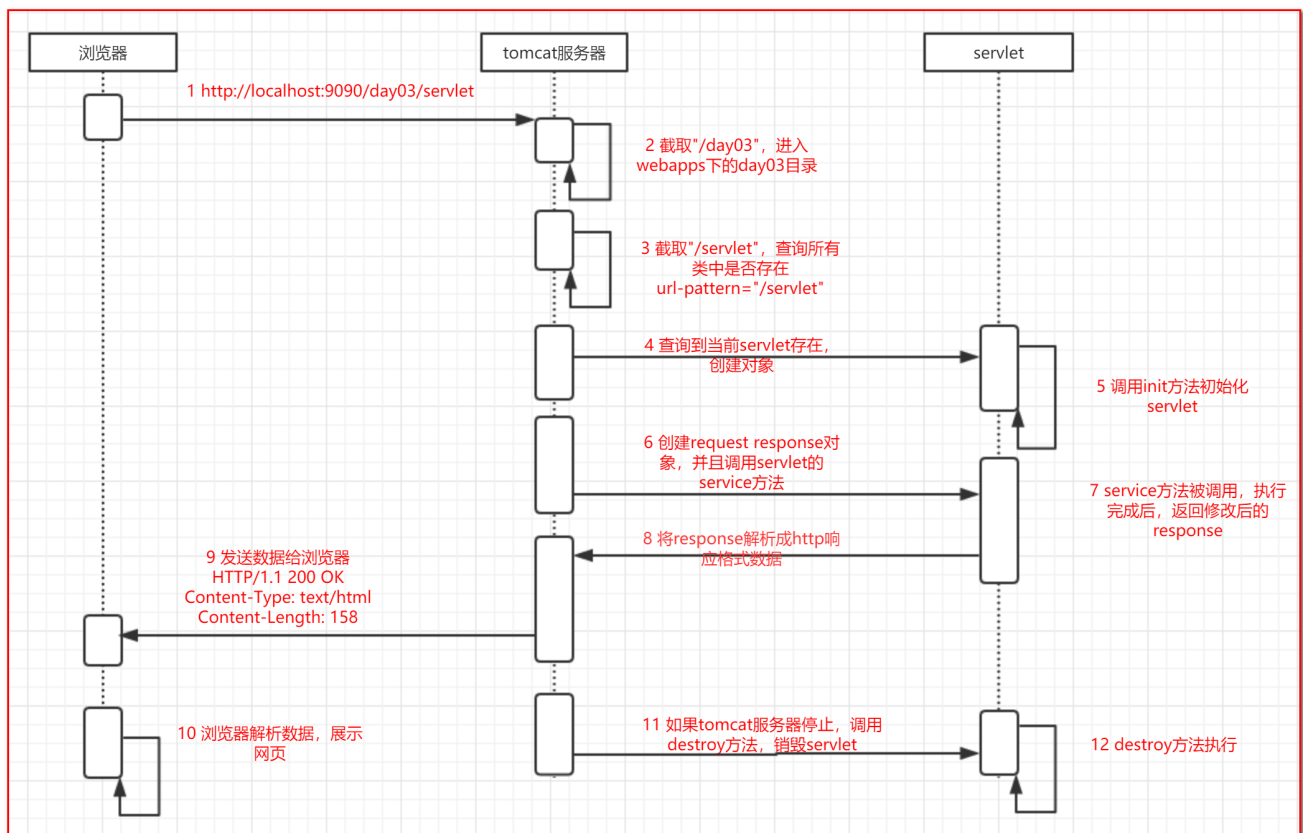 浏览器
tomcat服务器
servlet
1 http://localhost:9090/day03/servlet
2 截取"/day03"，进入
webapps下的day03目录
3 截取"/servlet"，查询所有
类中是否存在
url-pattern="/servlet"
4 查询到当前servlet存在，
创建对象
5 调用init方法初始化
servlet
6 创建request response对
象，并且调用servlet的
service方法
7 service方法被调用，执行
完成后，返回修改后的
response
8 将response解析成http响
应格式数据
9 发送数据给浏览器
HTTP/1.1 200 OK
Content-Type: text/html
Content-Length: 158
10 浏览器解析数据，展示
网页
11 如果tomcat服务器停止，调用
destroy方法，销毁servlet
12 destroy方法执行